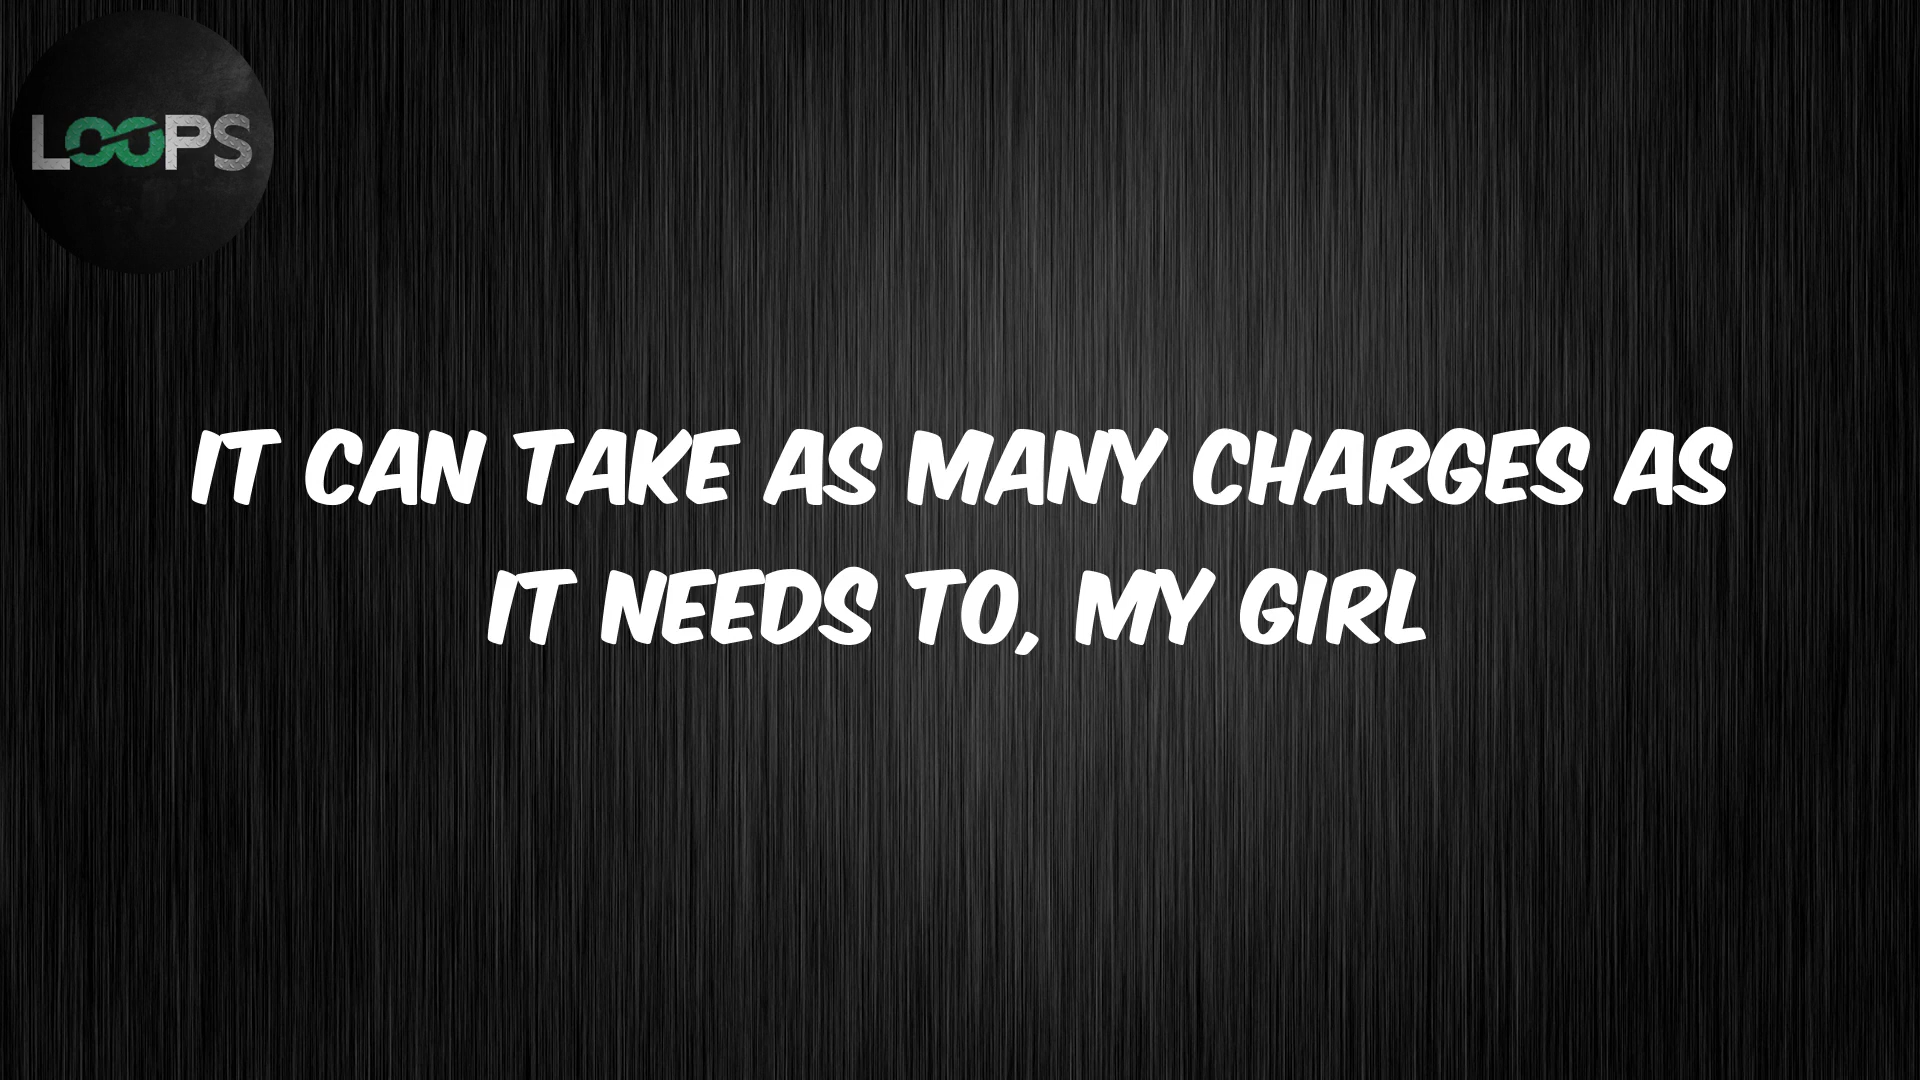 LOOPS
IT CAN TAKE AS MANY CHARGES AS
IT NEEDS TO, MY GIRL